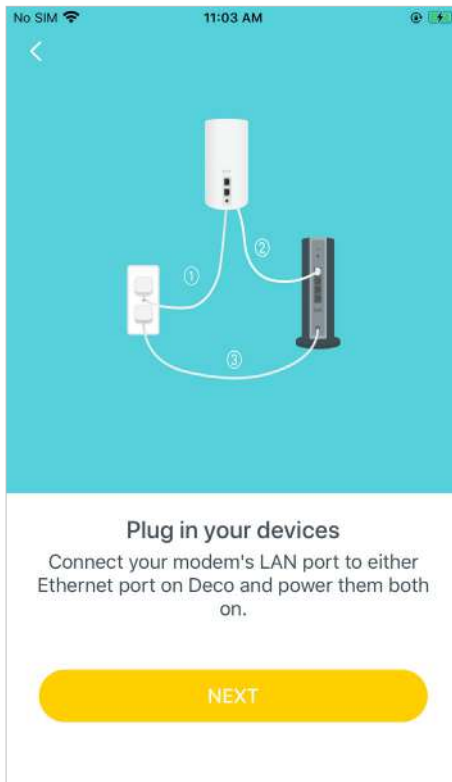 No SIM 11:03 AM
①
②
③
Plug in your devices
Connect your modem's LAN port to either
Ethernet port on Deco and power them both
on.
NEXT